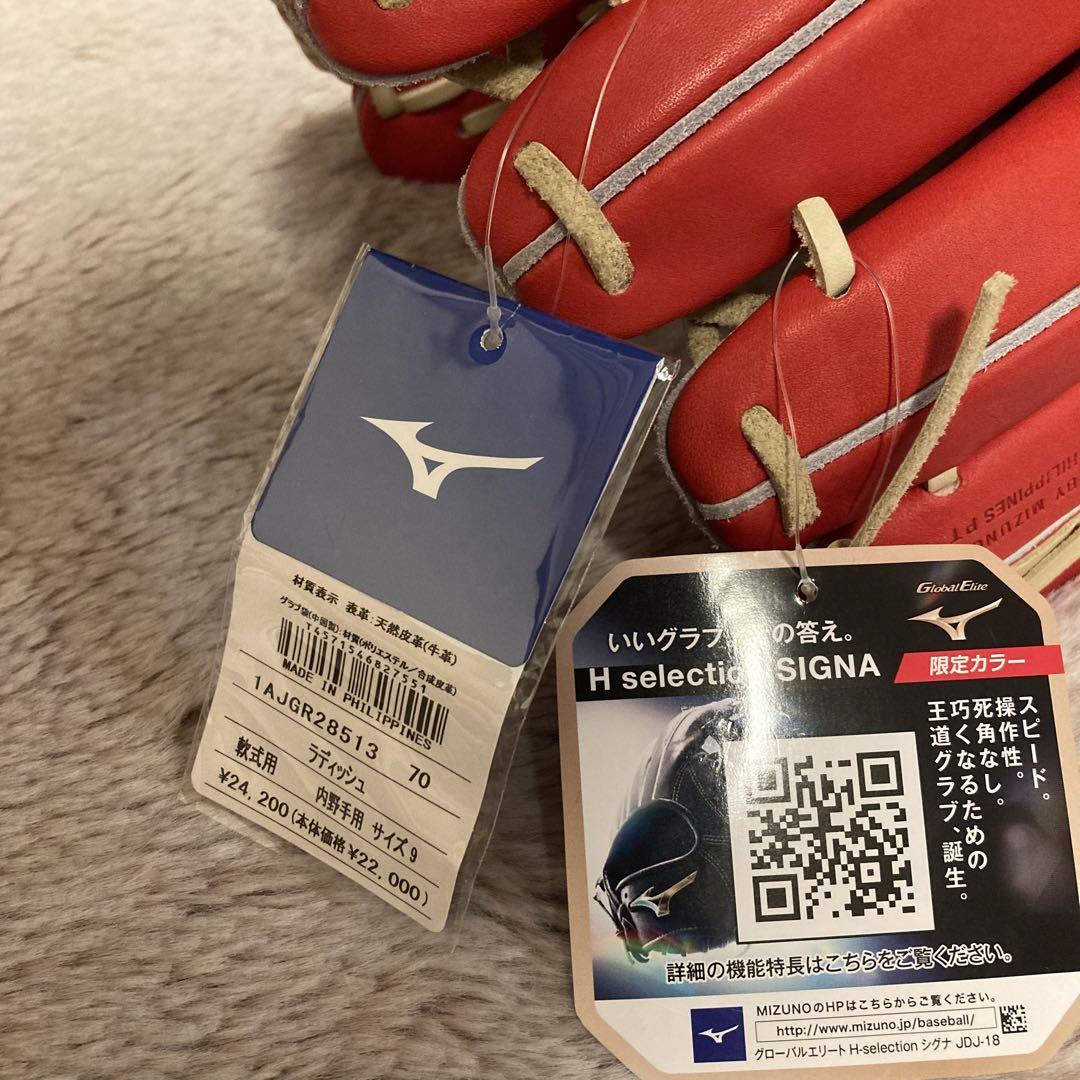 材質表示 表革:天然皮革(牛革)
グラブ袋(中国製):材質(ポリエステル/合成皮革)
T4571546827551
MADE IN PHILIPPINES
1AJGR28513 70
ラディッシュ
軟式用 内野手用 サイズ9
¥24,200(本体価格¥22,000)
BY MIZUNO
PHILIPPINES PT
GlobalElite
いいグラブ の答え。
H selection SIGNA
限定カラー
スピード。
操作性。
死角なし。
巧くなるための
王道グラブ、誕生。
詳細の機能特長はこちらをご覧ください。
MIZUNOのHPはこちらからご覧ください。
http://www.mizuno.jp/baseball/
グローバルエリート H-selection シグナ JDJ-18